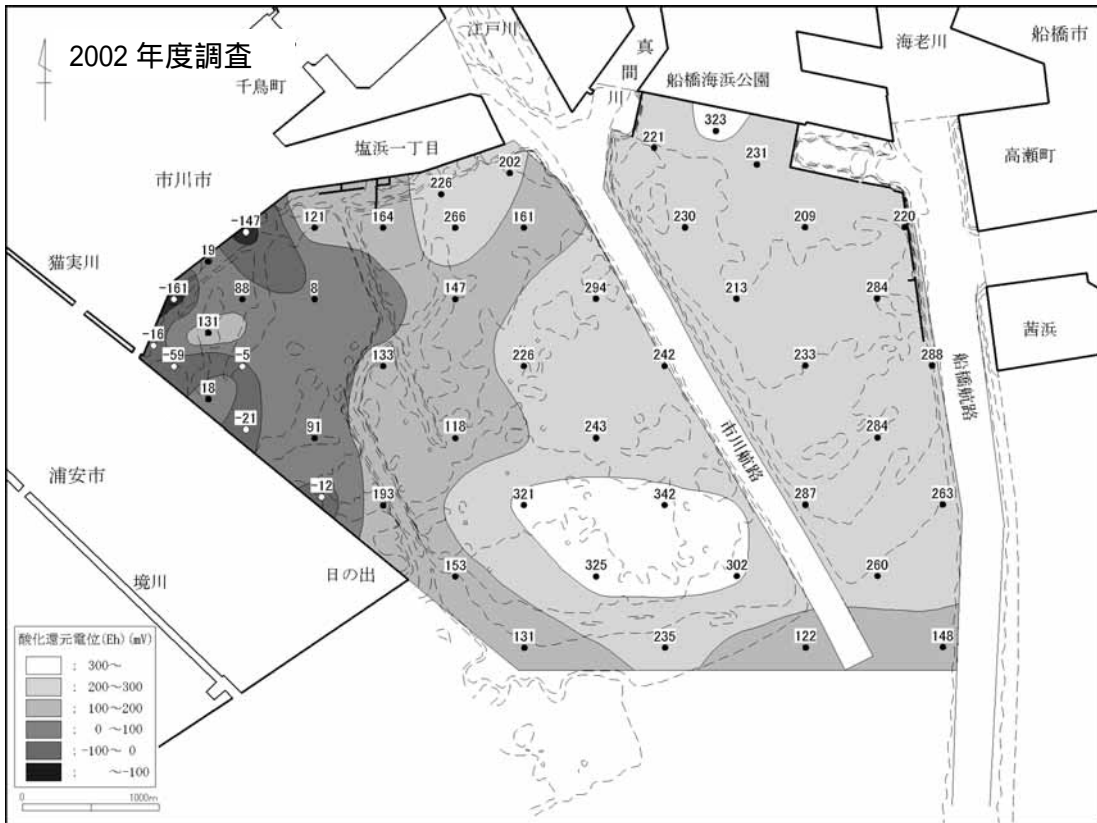 2002 年度調査
江戸川
真間川
船橋海浜公園
海老川
船橋市
千鳥町
塩浜一丁目
高瀬町
市川市
猫実川
茜浜
船橋航路
市川航路
浦安市
境川
日の出
323
221
231
202
226
-147
121
164
266
161
230
209
220
19
-161
88
8
147
294
213
284
131
-16
-59
-5
133
226
242
233
288
18
-21
91
118
243
284
-12
193
321
342
287
263
153
325
302
260
131
235
122
148
酸化還元電位(Eh)(mV)
: 300～
: 200～300
: 100～200
: 0 ～100
: -100～ 0
: ～-100
0 1000m